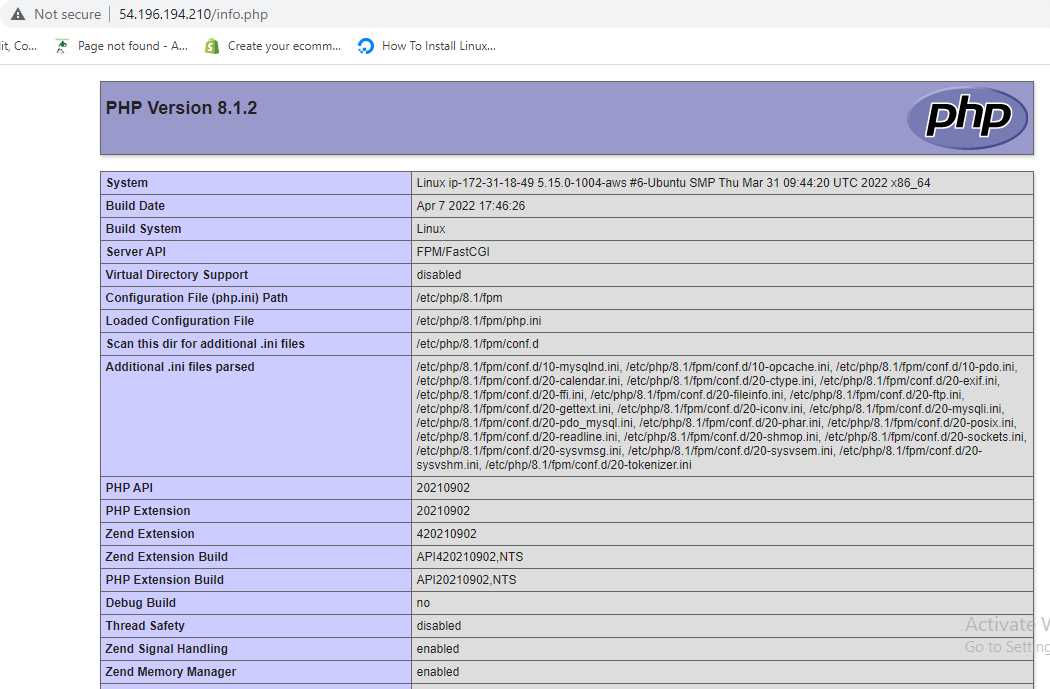 Not secure 54.196.194.210/info.php
it, Co... Page not found - A... Create your ecomm... How To Install Linux...
PHP Version 8.1.2
php
System Linux ip-172-31-18-49 5.15.0-1004-aws #6-Ubuntu SMP Thu Mar 31 09:44:20 UTC 2022 x86_64
Build Date Apr 7 2022 17:46:26
Build System Linux
Server API FPM/FastCGI
Virtual Directory Support disabled
Configuration File (php.ini) Path /etc/php/8.1/fpm
Loaded Configuration File /etc/php/8.1/fpm/php.ini
Scan this dir for additional .ini files /etc/php/8.1/fpm/conf.d
Additional .ini files parsed /etc/php/8.1/fpm/conf.d/10-mysqlnd.ini, /etc/php/8.1/fpm/conf.d/10-opcache.ini, /etc/php/8.1/fpm/conf.d/10-pdo.ini,
/etc/php/8.1/fpm/conf.d/20-calendar.ini, /etc/php/8.1/fpm/conf.d/20-ctype.ini, /etc/php/8.1/fpm/conf.d/20-exif.ini,
/etc/php/8.1/fpm/conf.d/20-ffi.ini, /etc/php/8.1/fpm/conf.d/20-fileinfo.ini, /etc/php/8.1/fpm/conf.d/20-ftp.ini,
/etc/php/8.1/fpm/conf.d/20-gettext.ini, /etc/php/8.1/fpm/conf.d/20-iconv.ini, /etc/php/8.1/fpm/conf.d/20-mysqli.ini,
/etc/php/8.1/fpm/conf.d/20-pdo_mysql.ini, /etc/php/8.1/fpm/conf.d/20-phar.ini, /etc/php/8.1/fpm/conf.d/20-posix.ini,
/etc/php/8.1/fpm/conf.d/20-readline.ini, /etc/php/8.1/fpm/conf.d/20-shmop.ini, /etc/php/8.1/fpm/conf.d/20-sockets.ini,
/etc/php/8.1/fpm/conf.d/20-sysvmsg.ini, /etc/php/8.1/fpm/conf.d/20-sysvsem.ini, /etc/php/8.1/fpm/conf.d/20-
sysvshm.ini, /etc/php/8.1/fpm/conf.d/20-tokenizer.ini
PHP API 20210902
PHP Extension 20210902
Zend Extension 420210902
Zend Extension Build API420210902,NTS
PHP Extension Build API20210902,NTS
Debug Build no
Thread Safety disabled
Activate W
Zend Signal Handling enabled
Go to Setting
Zend Memory Manager enabled